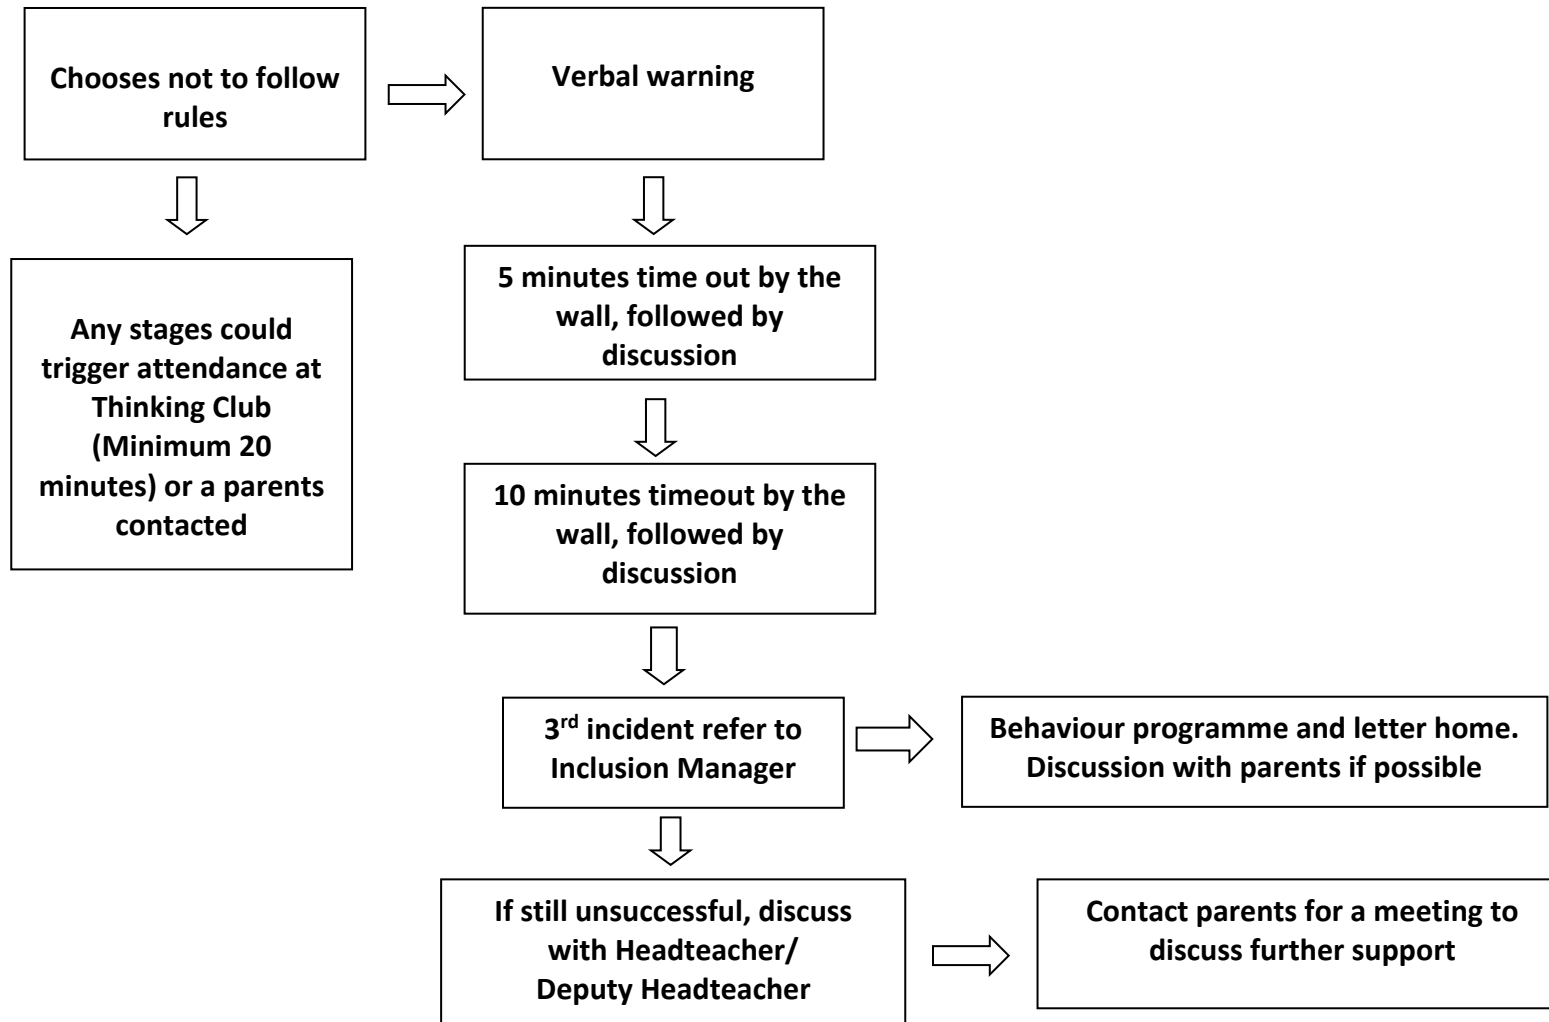 Chooses not to follow
rules
Verbal warning
Any stages could
trigger attendance at
Thinking Club
(Minimum 20
minutes) or a parents
contacted
5 minutes time out by the
wall, followed by
discussion
10 minutes timeout by the
wall, followed by
discussion
3rd incident refer to
Inclusion Manager
Behaviour programme and letter home.
Discussion with parents if possible
If still unsuccessful, discuss
with Headteacher/
Deputy Headteacher
Contact parents for a meeting to
discuss further support